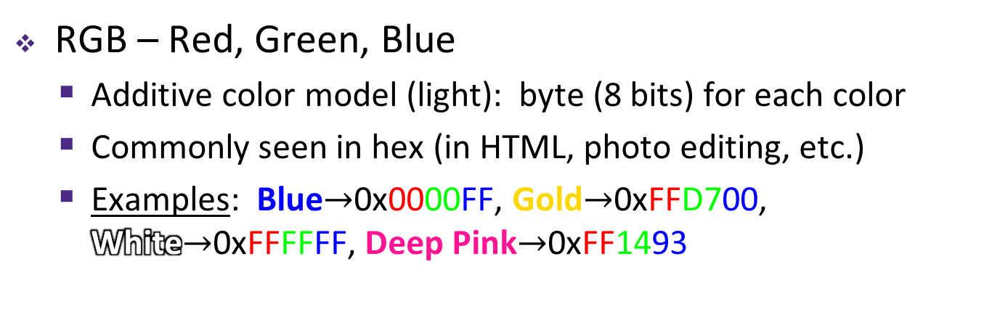 ❖ RGB – Red, Green, Blue
▪ Additive color model (light):  byte (8 bits) for each color
▪ Commonly seen in hex (in HTML, photo editing, etc.)
▪ Examples:  Blue→0x0000FF, Gold→0xFFD700,
White→0xFFFFFF, Deep Pink→0xFF1493